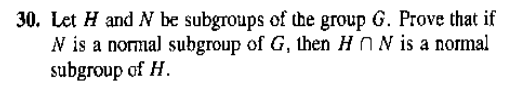 30. Let H and N be subgroups of the group G. Prove that if
N is a normal subgroup of G, then H ∩ N is a normal
subgroup of H.